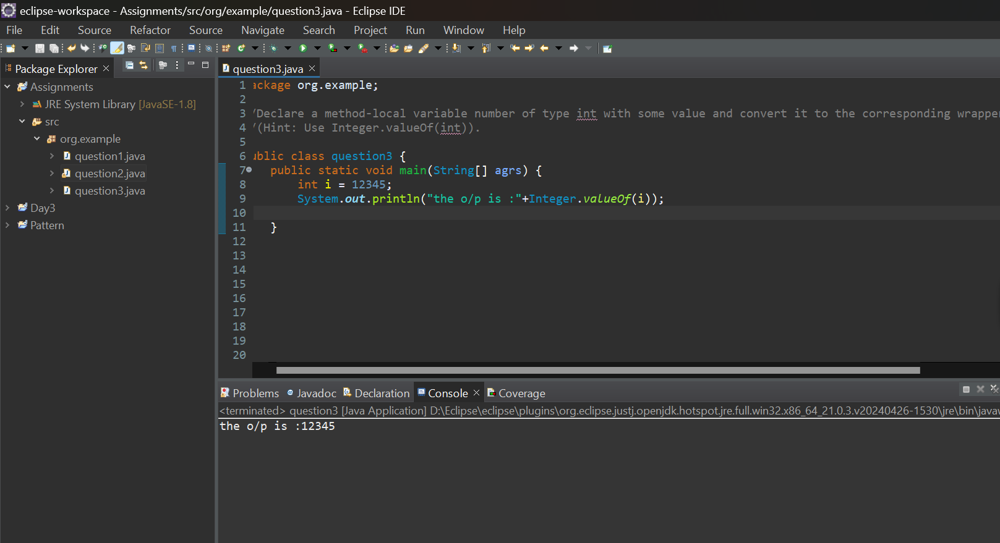 eclipse-workspace - Assignments/src/org/example/question3.java - Eclipse IDE
File Edit Source Refactor Source Navigate Search Project Run Window Help
Package Explorer
Assignments
JRE System Library [JavaSE-1.8]
src
org.example
question1.java
question2.java
question3.java
Day3
Pattern
question3.java
1 ackage org.example;
2
3 /Declare a method-local variable number of type int with some value and convert it to the corresponding wrappe
4 /(Hint: Use Integer.valueOf(int)).
5
6 ublic class question3 {
7 public static void main(String[] agrs) {
8 int i = 12345;
9 System.out.println("the o/p is :"+Integer.valueOf(i));
10
11 }
12
13
14
15
16
17
18
19
20
Problems Javadoc Declaration Console Coverage
<terminated> question3 [Java Application] D:\Eclipse\eclipse\plugins\org.eclipse.justj.openjdk.hotspot.jre.full.win32.x86_64_21.0.3.v20240426-1530\jre\bin\javaw
the o/p is :12345